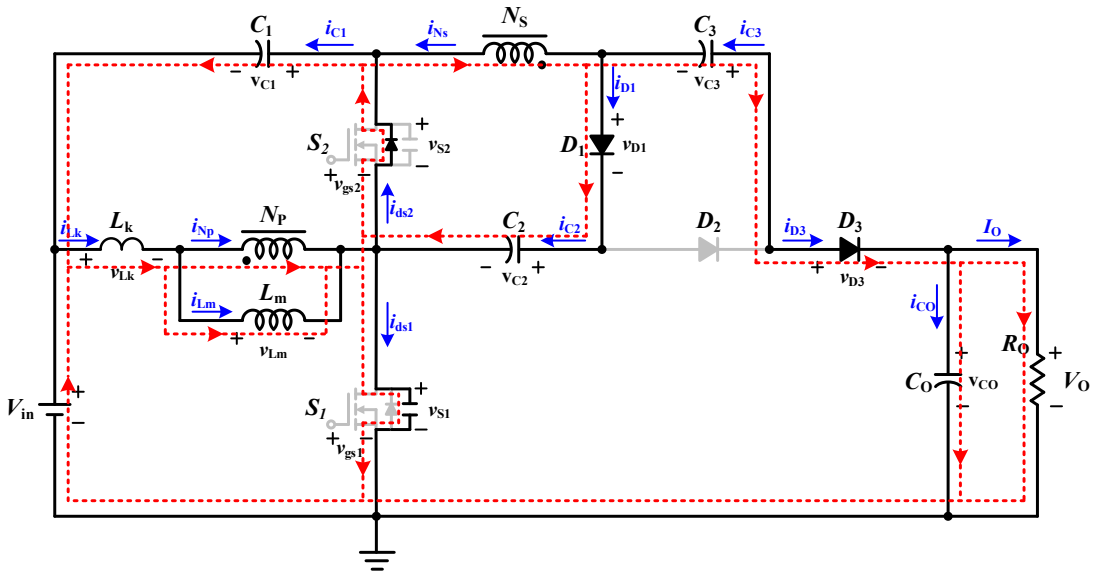 C1 iC1 iNs NS C3 iC3
− vC1 + − vC3 +
iD1
S2 + vS2 − D1 + vD1 −
+ vgs2 −
iLk Lk iNp NP ids2 C2 iC2 D2 iD3 D3 IO
+ vLk − − vC2 + + vD3 −
iLm Lm ids1 iCO
+ vLm −
Vin + − S1 + vS1 − CO + vCO − RO + VO −
+ vgs1 −